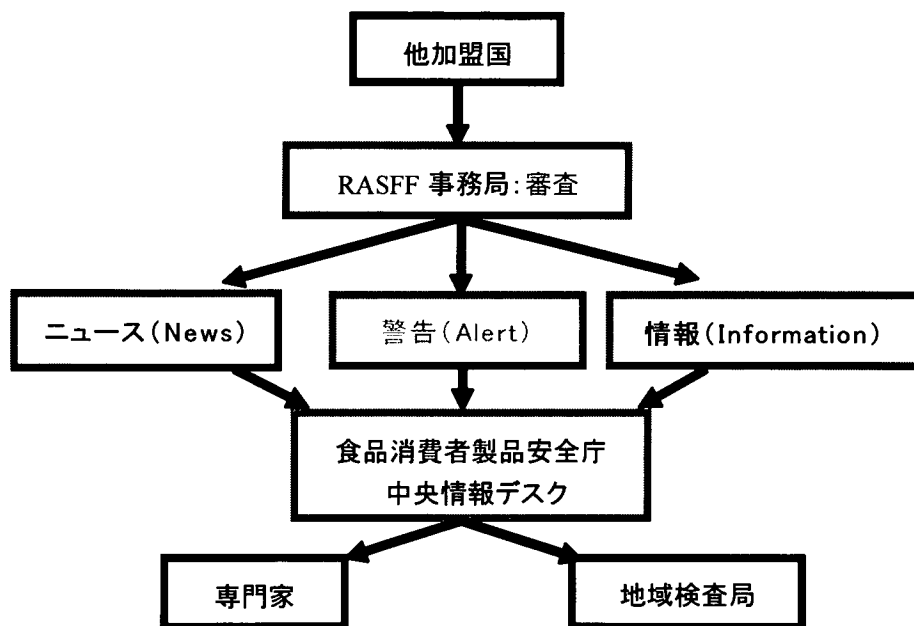 他加盟国
RASFF 事務局：審査
ニュース（News）
警告（Alert）
情報（Information）
食品消費者製品安全庁
中央情報デスク
専門家
地域検査局